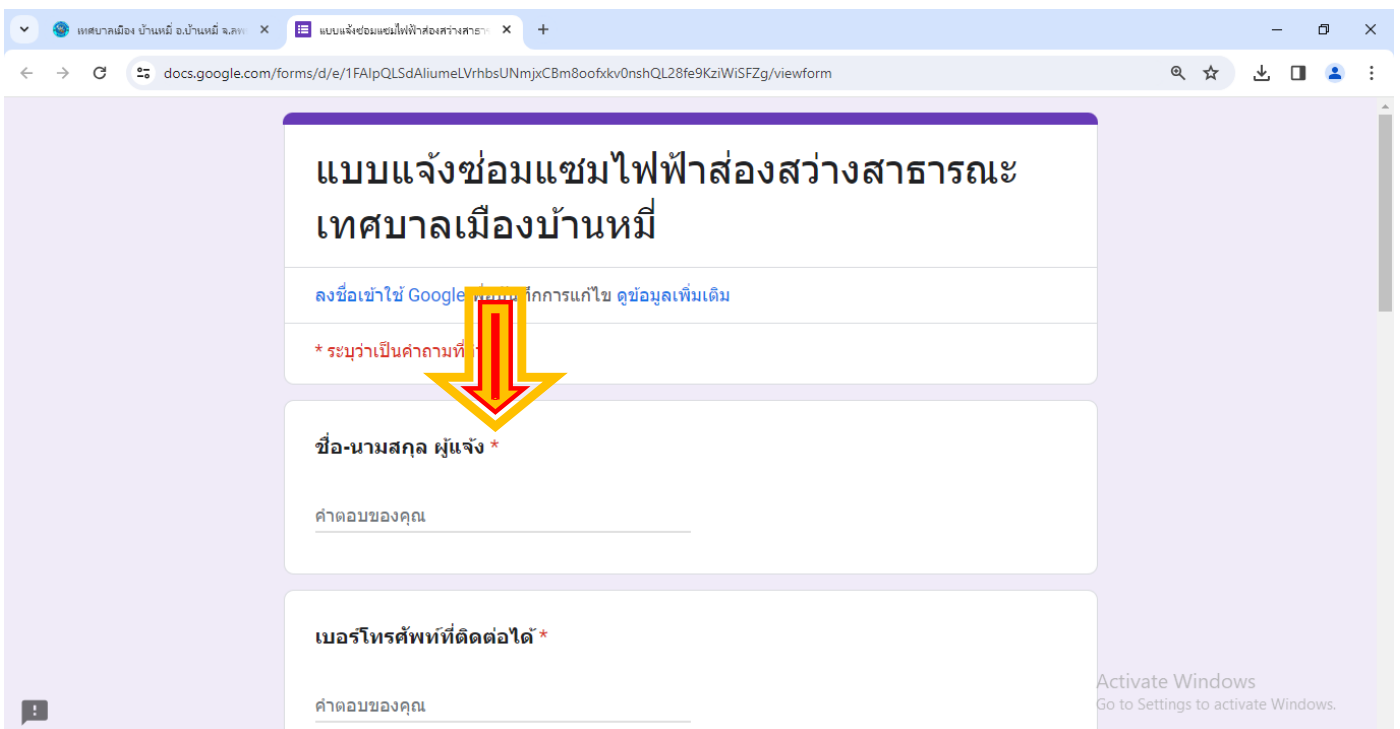 เทศบาลเมือง บ้านหมี่ อ.บ้านหมี่ จ.ลพ
แบบแจ้งซ่อมแซมไฟฟ้าส่องสว่างสาธาร
docs.google.com/forms/d/e/1FAIpQLSdAliumeLVrhbsUNmjxCBm8oofxkv0nshQL28fe9KziWiSFZg/viewform
แบบแจ้งซ่อมแซมไฟฟ้าส่องสว่างสาธารณะ
เทศบาลเมืองบ้านหมี่
ลงชื่อเข้าใช้ Google การแก้ไข ดูข้อมูลเพิ่มเติม
* ระบุว่าเป็นคำถามที่
ชื่อ-นามสกุล ผู้แจ้ง *
คำตอบของคุณ
เบอร์โทรศัพท์ที่ติดต่อได้ *
คำตอบของคุณ
Activate Windows
Go to Settings to activate Windows.